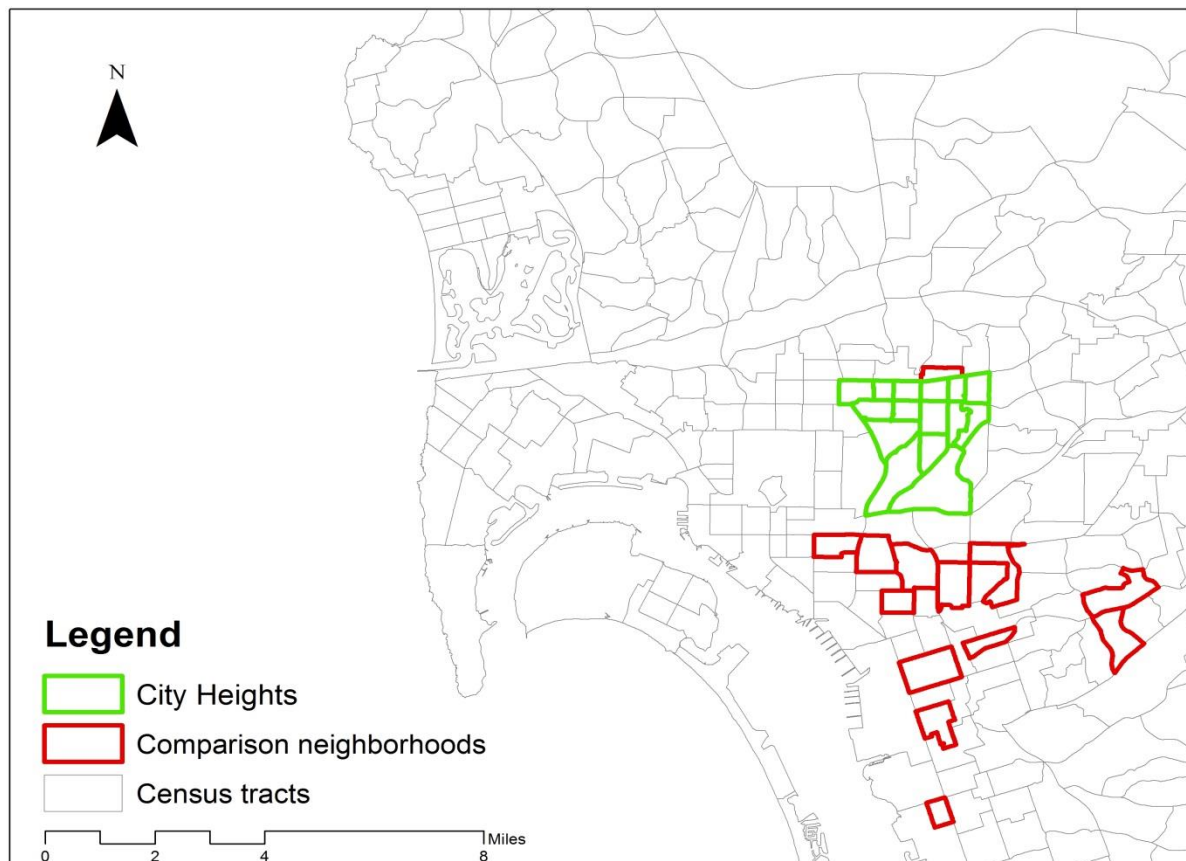 N
Legend
City Heights
Comparison neighborhoods
Census tracts
Miles
0 2 4 8